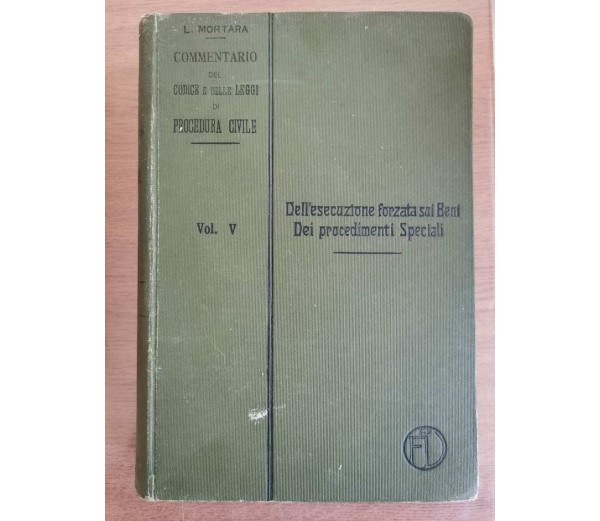 L. MORTARA
COMMENTARIO
DEL
CODICE E DELLE LEGGI
DI
PROCEDURA CIVILE
Vol. V
Dell'esecuzione forzata sui Beni
Dei procedimenti Speciali